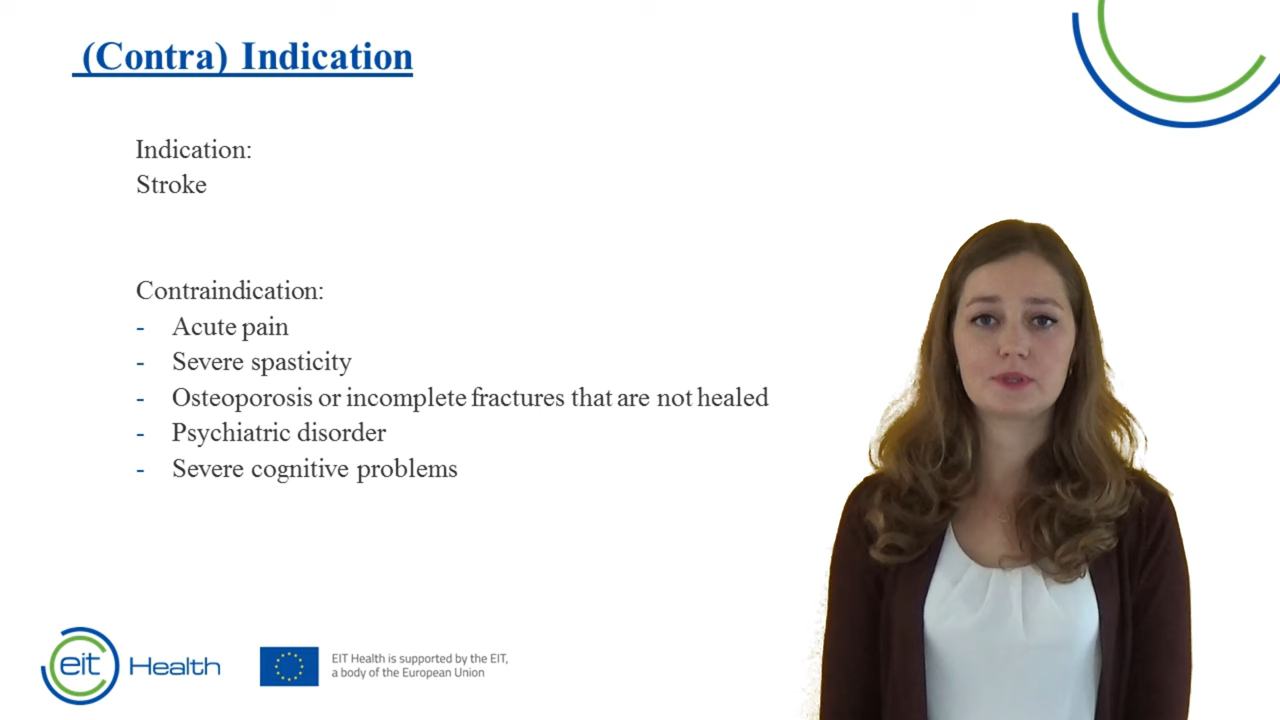 (Contra) Indication
Indication:
Stroke
Contraindication:
- Acute pain
- Severe spasticity
- Osteoporosis or incomplete fractures that are not healed
- Psychiatric disorder
- Severe cognitive problems
eit Health
EIT Health is supported by the EIT,
a body of the European Union